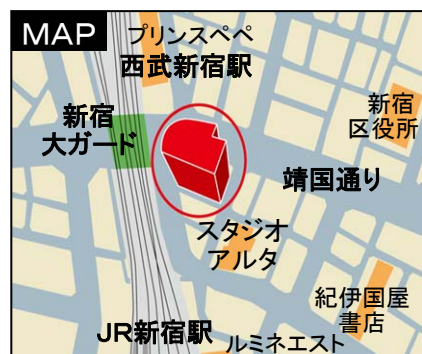 MAP
プリンスペペ
西武新宿駅
新宿
大ガード
新宿
区役所
靖国通り
スタジオ
アルタ
紀伊国屋
書店
JR新宿駅
ルミネエスト